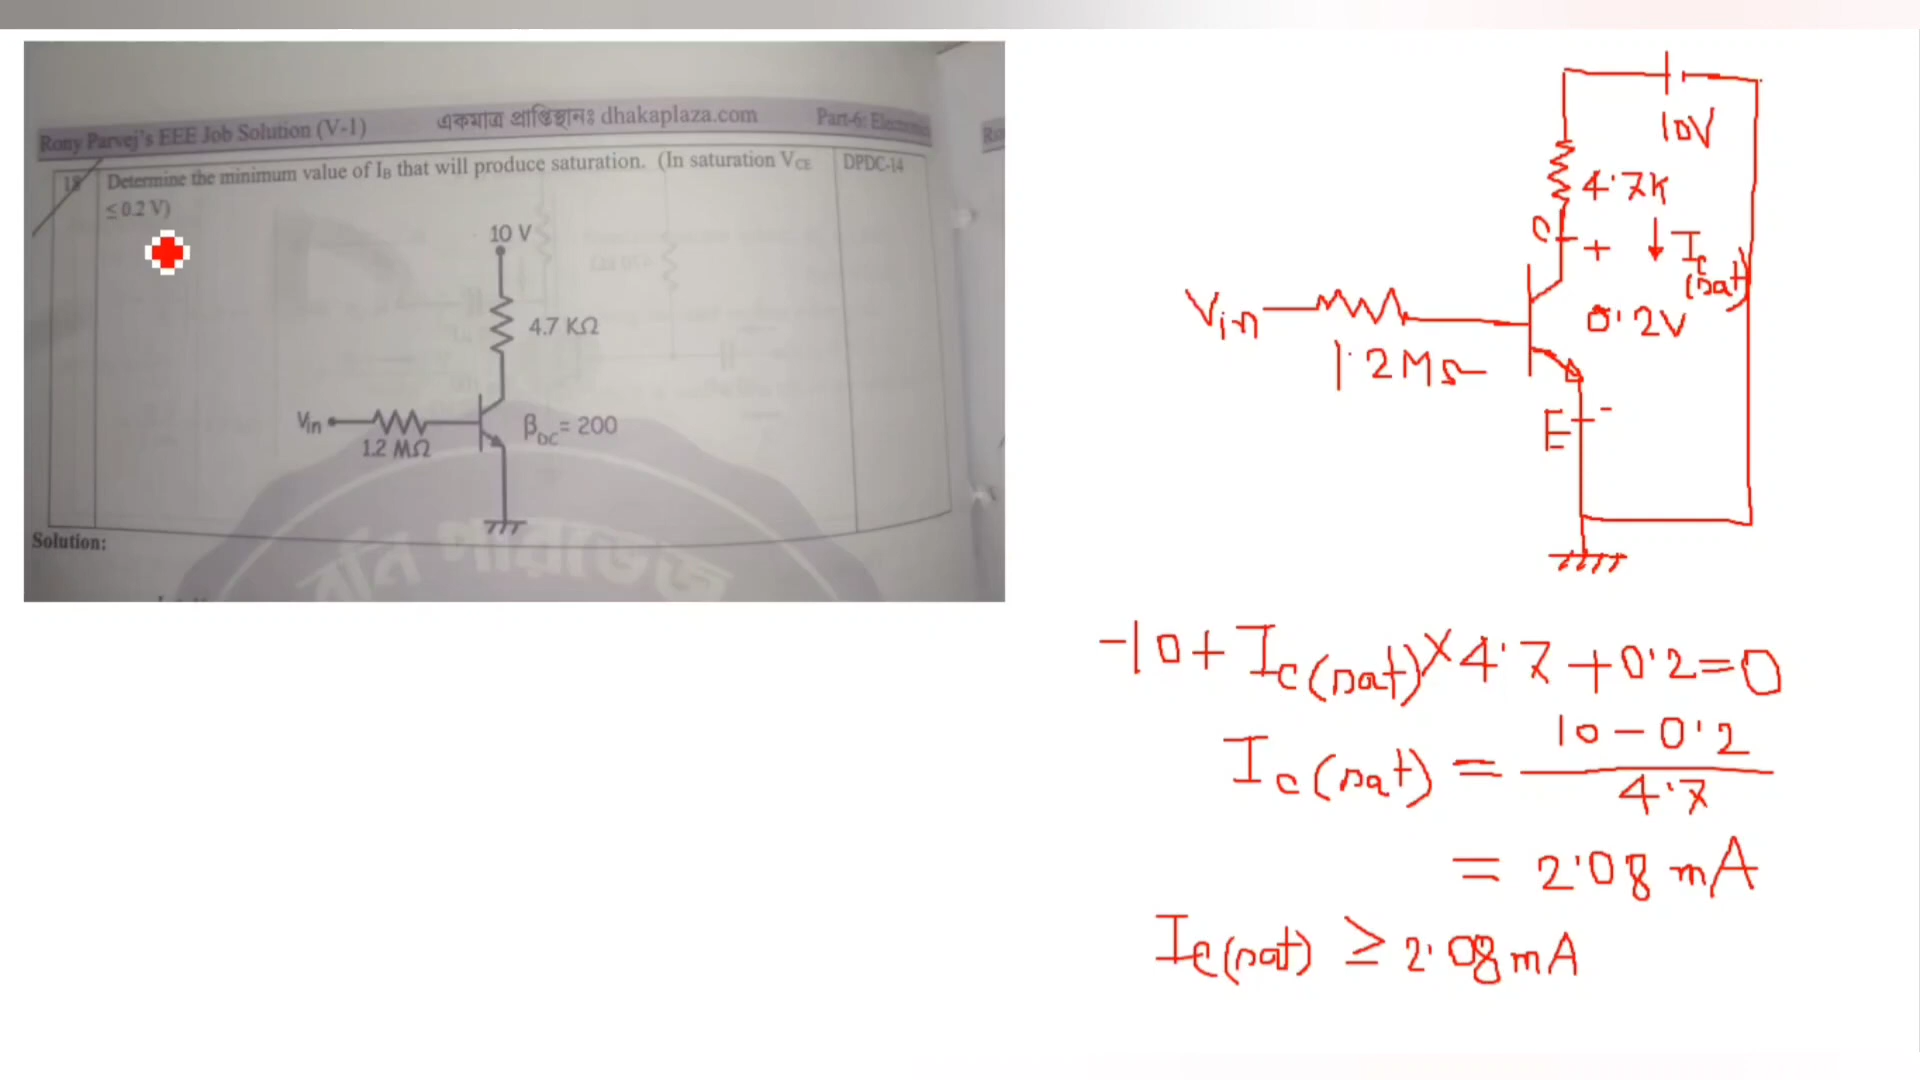 Rony Parvej's EEE Job Solution (V-1) একমাত্র প্রাপ্তিস্থানঃ dhakaplaza.com Part-6: Electronics
18 Determine the minimum value of IB that will produce saturation. (In saturation VCE DPDC-14
≤ 0.2 V)
10 V
4.7 KΩ
Vin
1.2 MΩ
βDC = 200
Solution:
রনি পারভেজ
10V
4.7K
C +
Ic
(sat)
Vin
0.2V
1.2MΩ
E -
-10+Ic(sat)×4.7+0.2=0
Ic(sat) = 10-0.2
4.7
= 2.08 mA
Ic(sat) ≥ 2.08mA